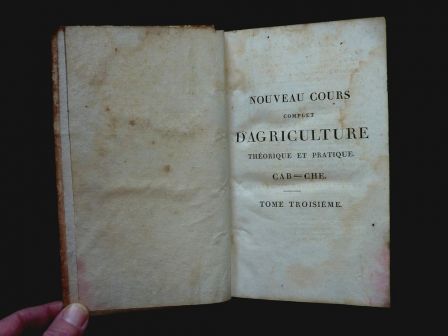 NOUVEAU COURS
COMPLET
D'AGRICULTURE
THÉORIQUE ET PRATIQUE.
CAB=CHE.
TOME TROISIÈME.